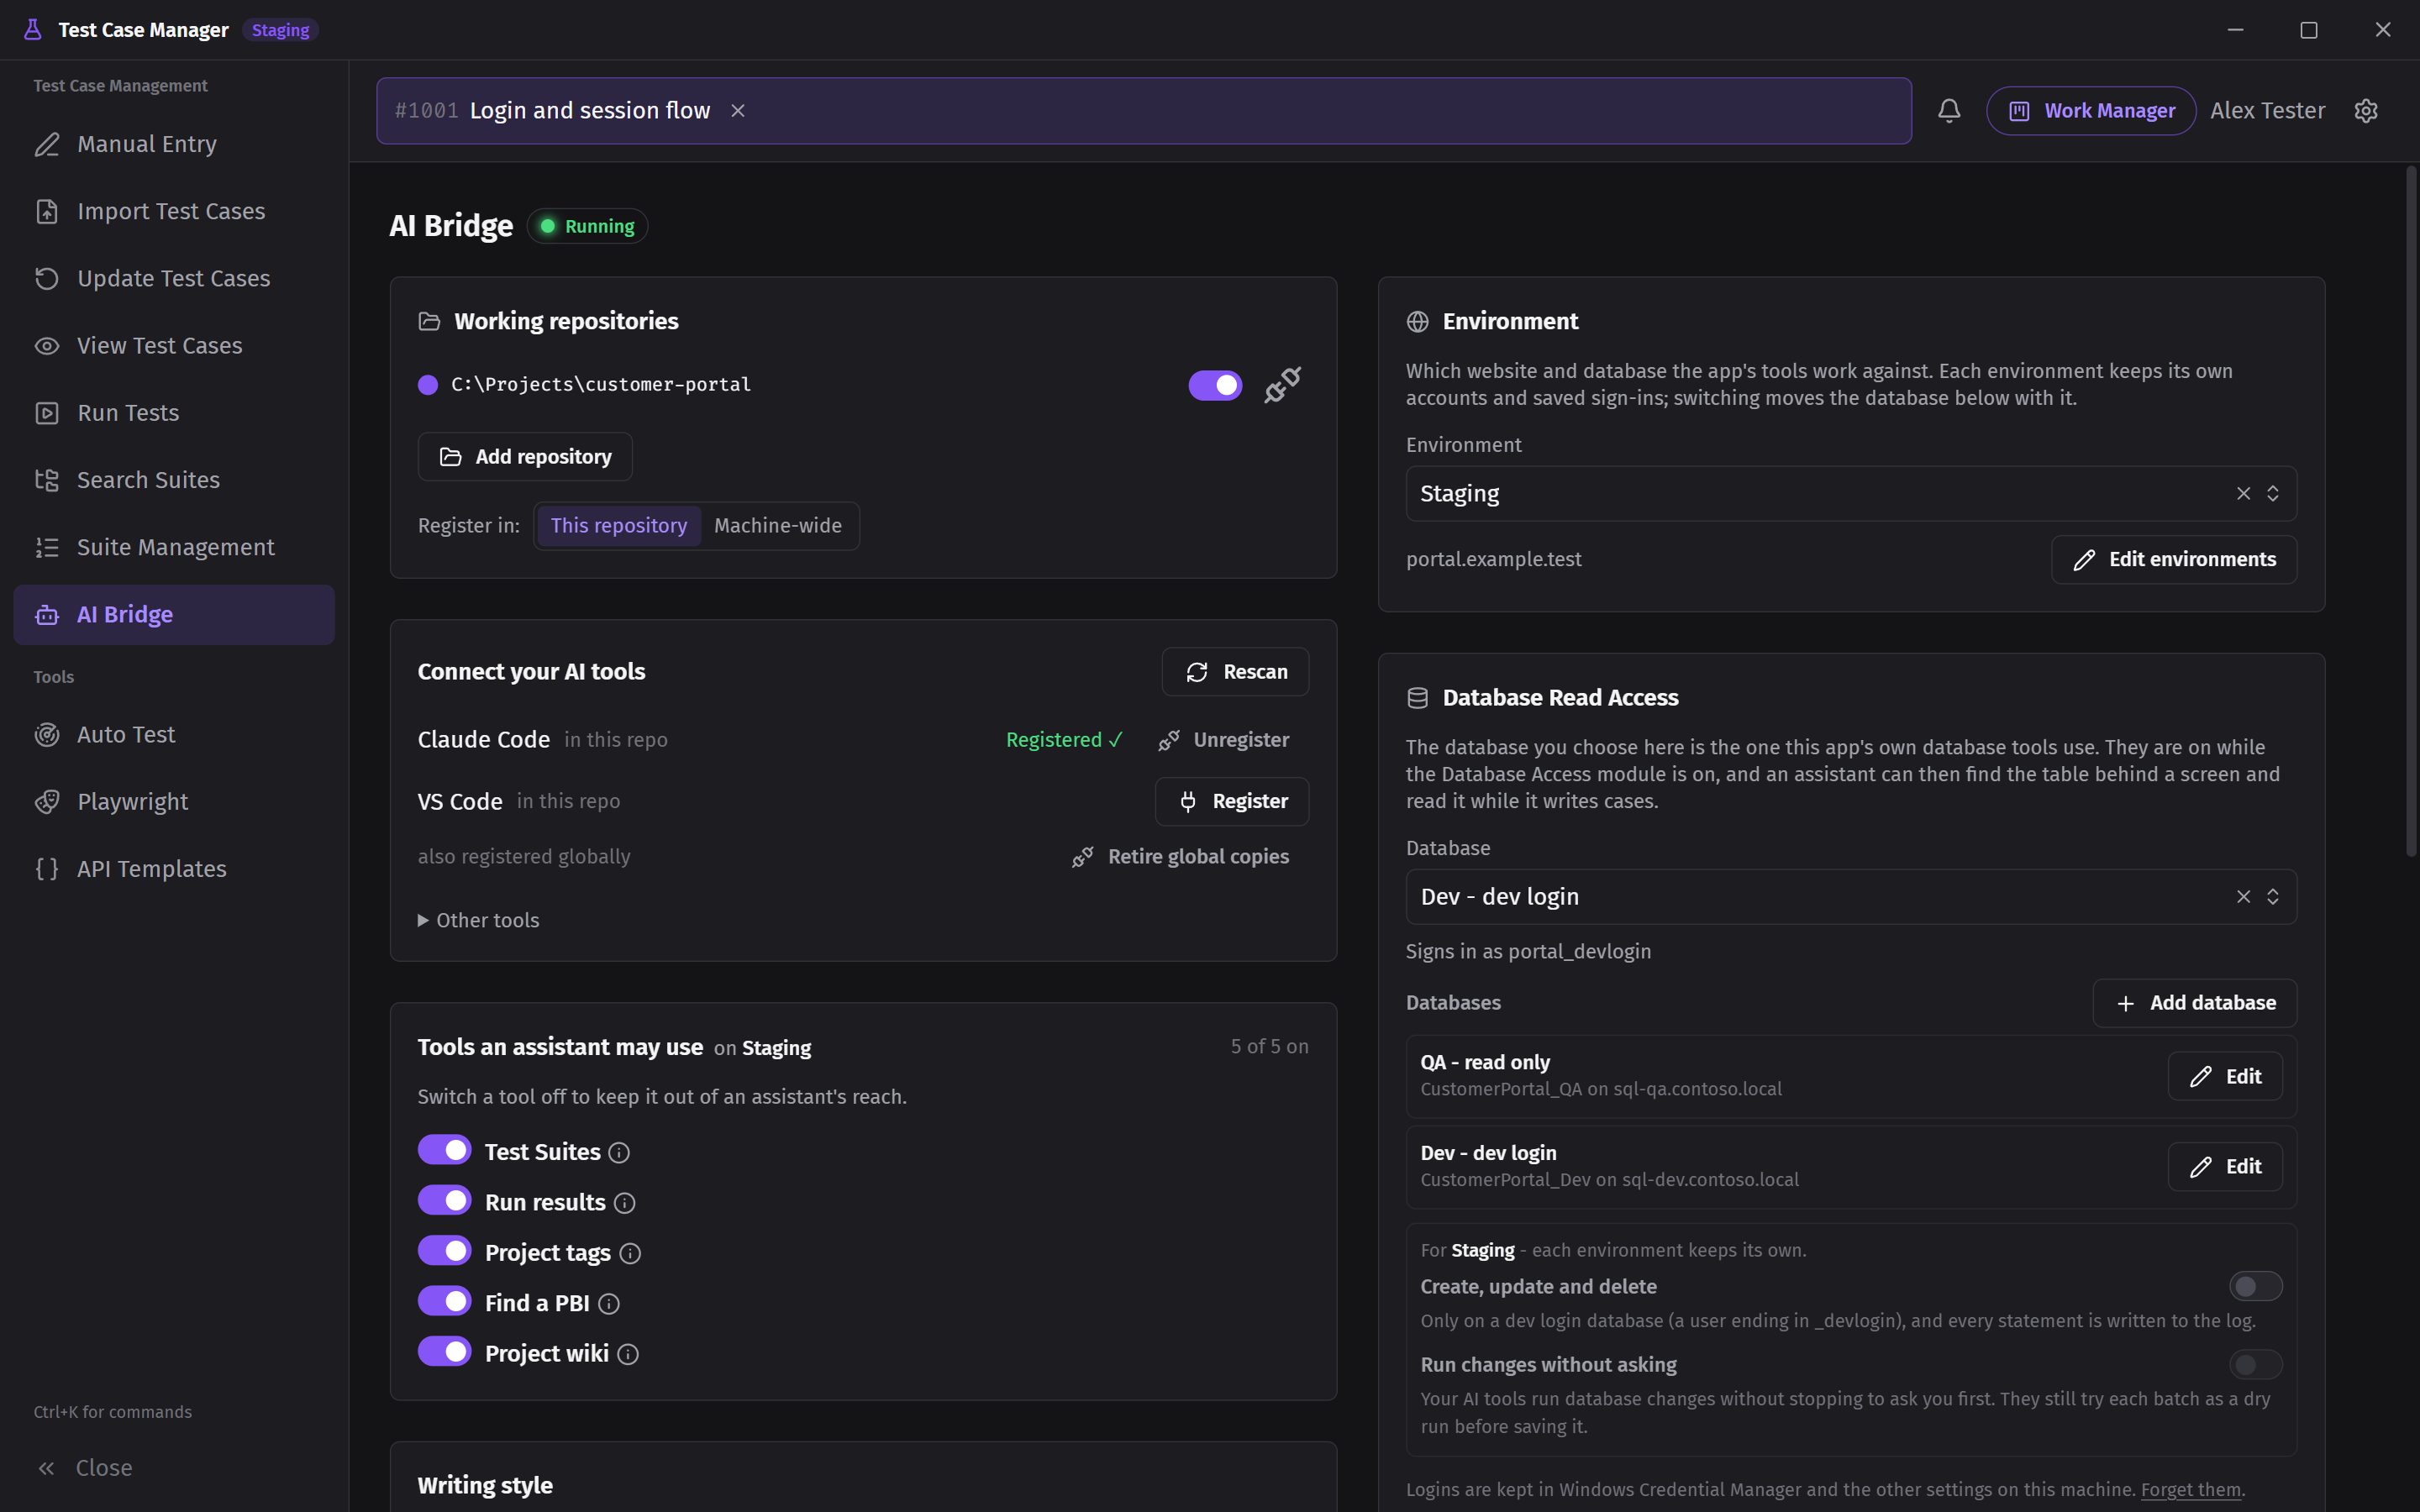 Test Case Manager Staging
Test Case Management
Manual Entry
Import Test Cases
Update Test Cases
View Test Cases
Run Tests
Search Suites
Suite Management
AI Bridge
Tools
Auto Test
Playwright
API Templates
Ctrl+K for commands
Close
#1001 Login and session flow
Work Manager
Alex Tester
AI Bridge Running
Working repositories
C:\Projects\customer-portal
Add repository
Register in: This repository Machine-wide
Connect your AI tools Rescan
Claude Code in this repo Registered ✓ Unregister
VS Code in this repo Register
also registered globally Retire global copies
Other tools
Tools an assistant may use on Staging 5 of 5 on
Switch a tool off to keep it out of an assistant's reach.
Test Suites
Run results
Project tags
Find a PBI
Project wiki
Writing style
Environment
Which website and database the app's tools work against. Each environment keeps its own
accounts and saved sign-ins; switching moves the database below with it.
Environment
Staging
portal.example.test Edit environments
Database Read Access
The database you choose here is the one this app's own database tools use. They are on while
the Database Access module is on, and an assistant can then find the table behind a screen and
read it while it writes cases.
Database
Dev - dev login
Signs in as portal_devlogin
Databases Add database
QA - read only
CustomerPortal_QA on sql-qa.contoso.local
Edit
Dev - dev login
CustomerPortal_Dev on sql-dev.contoso.local
Edit
For Staging - each environment keeps its own.
Create, update and delete
Only on a dev login database (a user ending in _devlogin), and every statement is written to the log.
Run changes without asking
Your AI tools run database changes without stopping to ask you first. They still try each batch as a dry
run before saving it.
Logins are kept in Windows Credential Manager and the other settings on this machine. Forget them.